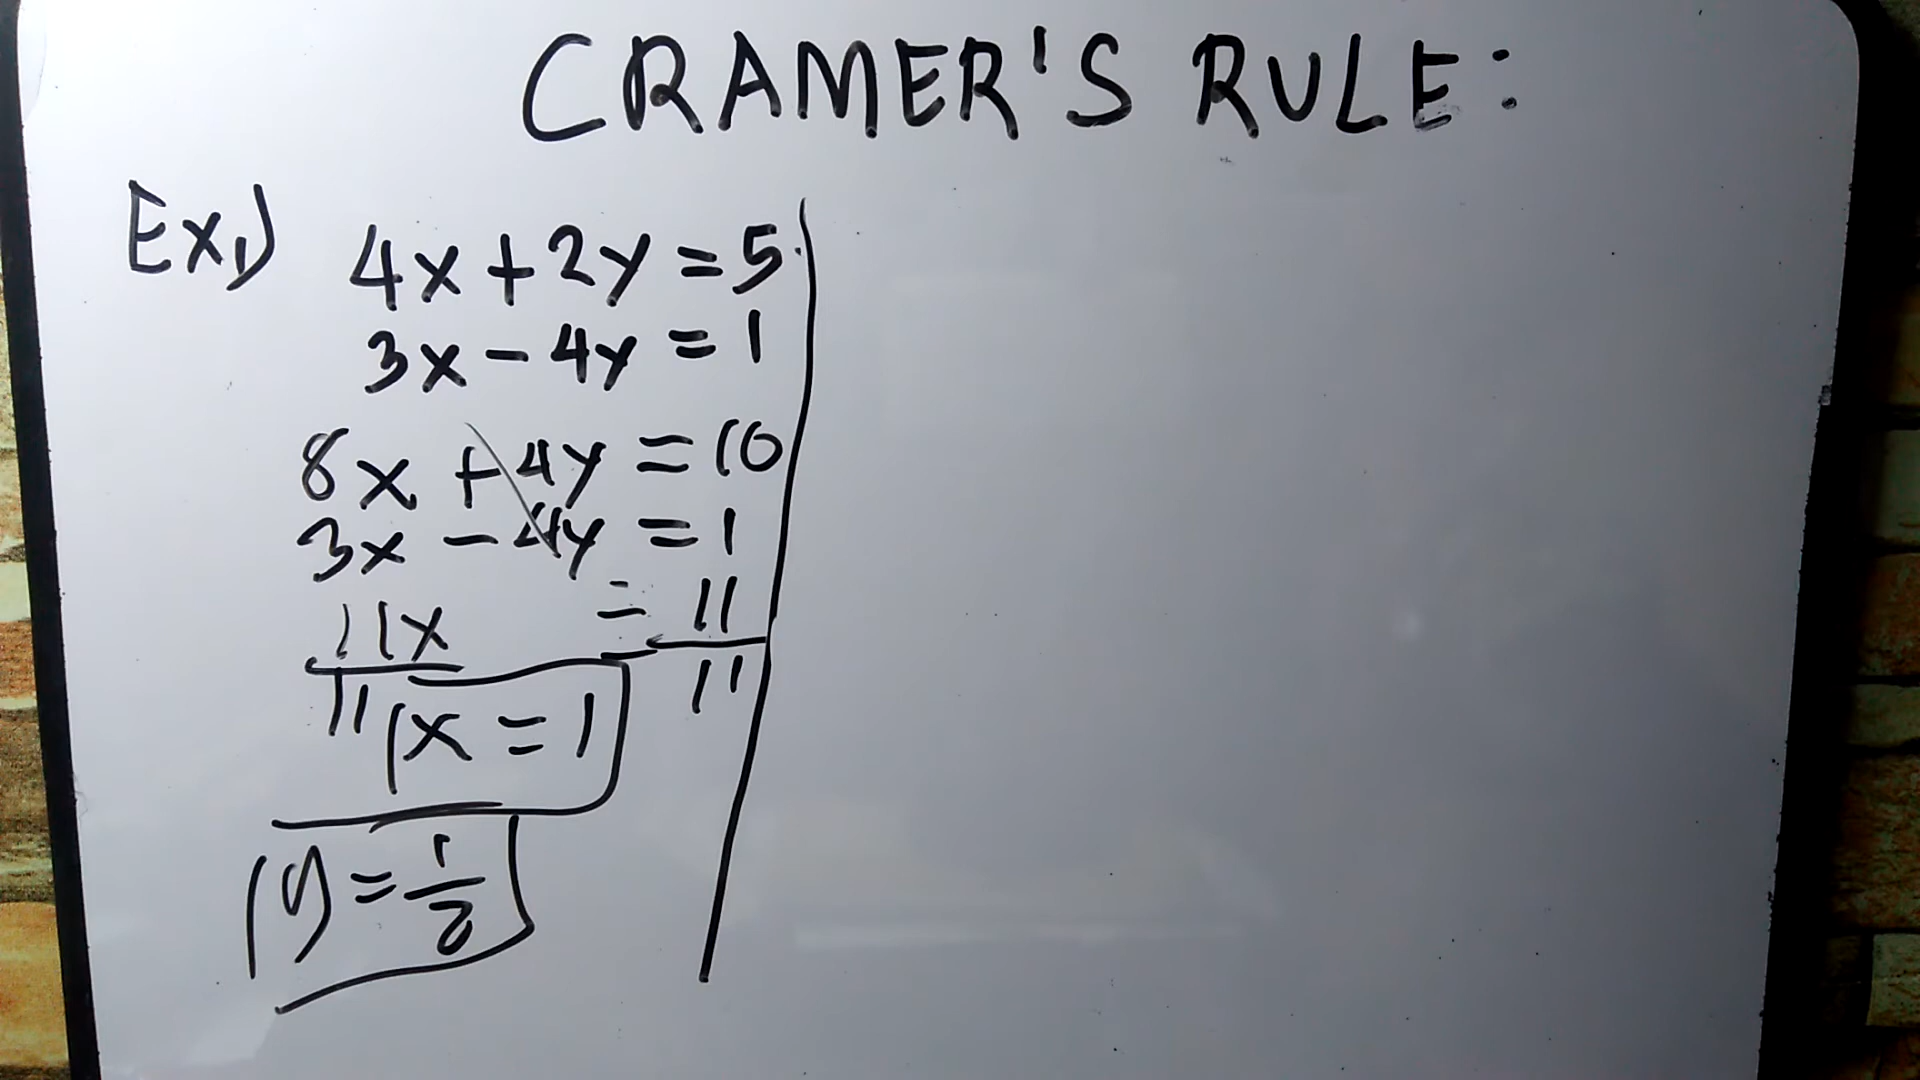 CRAMER'S RULE:
Ex1) 4x + 2y = 5
3x - 4y = 1
8x + 4y = 10
3x - 4y = 1
11x = 11
11 11
x = 1
y = 1/2